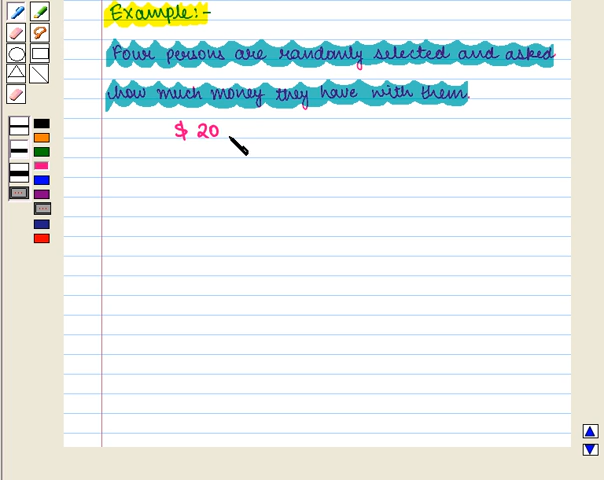 Example:-
Four persons are randomly selected and asked
how much money they have with them.
$ 20